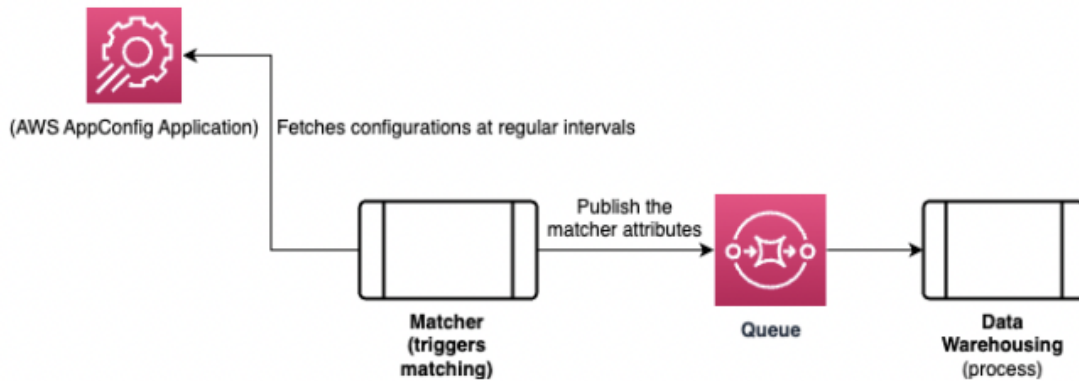 (AWS AppConfig Application)
Fetches configurations at regular intervals
Publish the
matcher attributes
Matcher
(triggers
matching)
Queue
Data
Warehousing
(process)